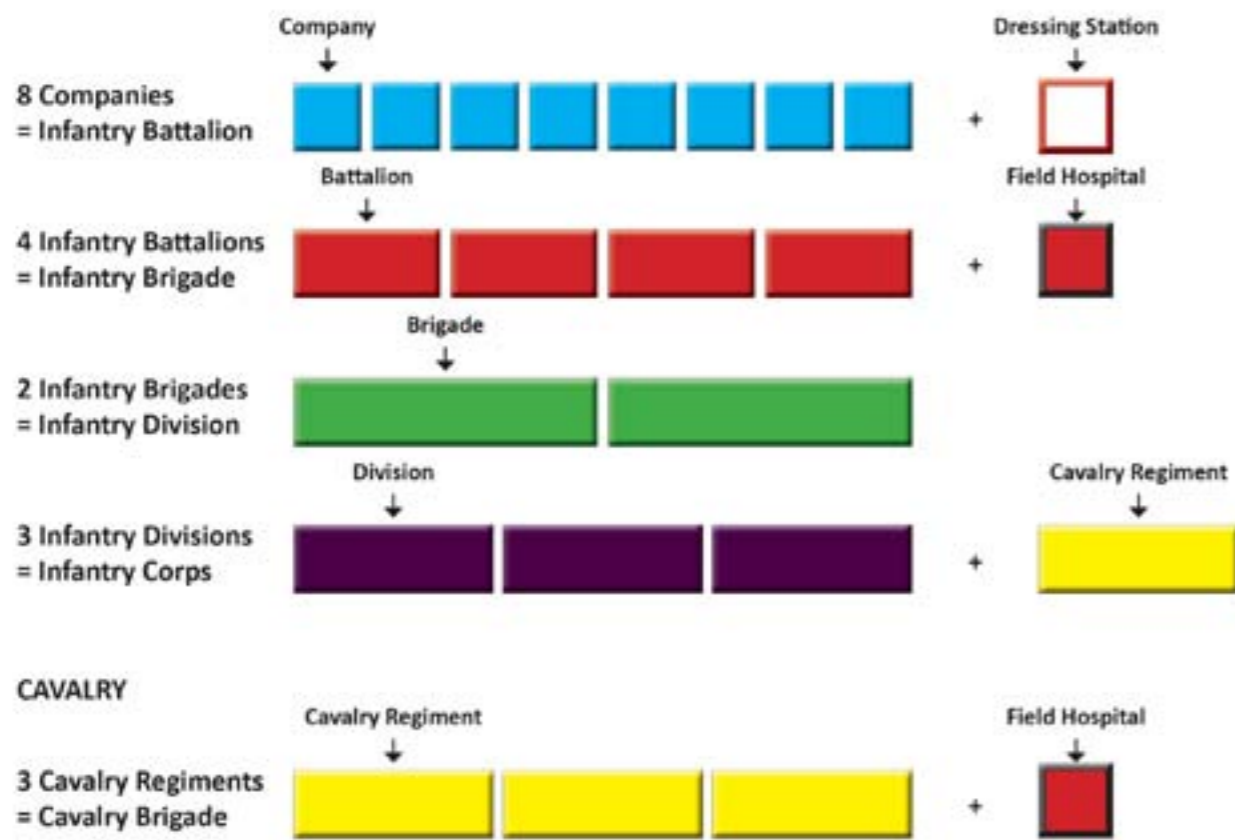 Company
Dressing Station
8 Companies
= Infantry Battalion
+
Battalion
Field Hospital
4 Infantry Battalions
= Infantry Brigade
+
Brigade
2 Infantry Brigades
= Infantry Division
Division
Cavalry Regiment
3 Infantry Divisions
= Infantry Corps
+
CAVALRY
Cavalry Regiment
Field Hospital
3 Cavalry Regiments
= Cavalry Brigade
+